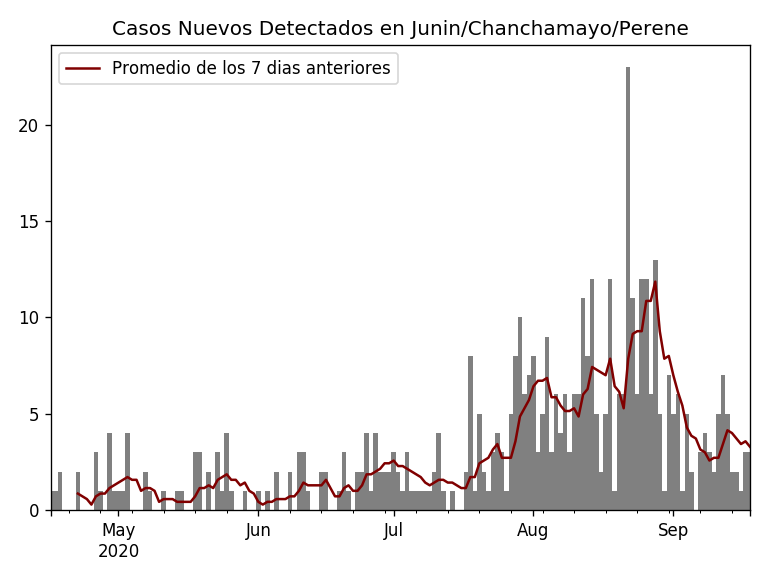 Casos Nuevos Detectados en Junin/Chanchamayo/Perene
Promedio de los 7 dias anteriores
20
15
10
5
0
May Jun Jul Aug Sep
2020